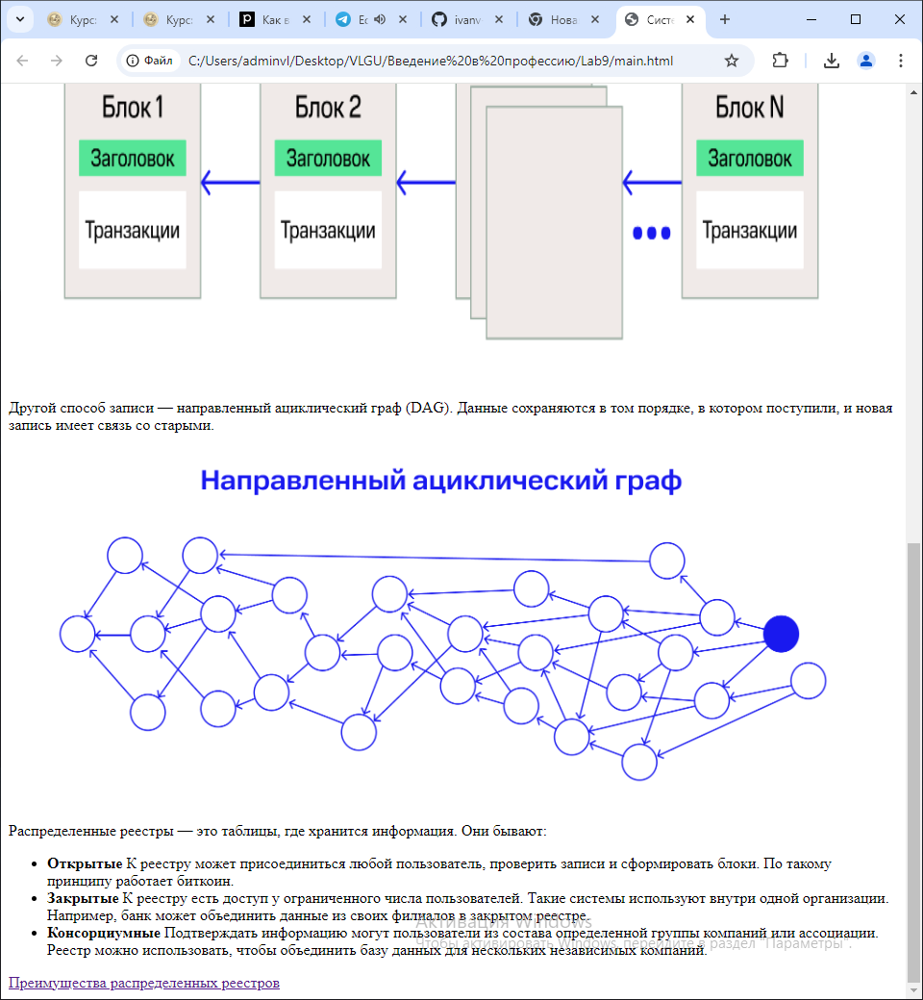 Курс:
Курс:
Как в
Ес
ivanv
Нова
Систе
Файл
C:/Users/adminvl/Desktop/VLGU/Введение%20в%20профессию/Lab9/main.html
Блок 1
Блок 2
Блок N
Заголовок
Заголовок
Заголовок
Транзакции
Транзакции
Транзакции
Другой способ записи — направленный ациклический граф (DAG). Данные сохраняются в том порядке, в котором поступили, и новая
запись имеет связь со старыми.
Направленный ациклический граф
Распределенные реестры — это таблицы, где хранится информация. Они бывают:
• Открытые К реестру может присоединиться любой пользователь, проверить записи и сформировать блоки. По такому
принципу работает биткоин.
• Закрытые К реестру есть доступ у ограниченного числа пользователей. Такие системы используют внутри одной организации.
Например, банк может объединить данные из своих филиалов в закрытом реестре.
• Консорциумные Подтверждать информацию могут пользователи из состава определенной группы компаний или ассоциации.
Реестр можно использовать, чтобы объединить базу данных для нескольких независимых компаний.
Активация Windows
Чтобы активировать Windows, перейдите в раздел "Параметры".
Преимущества распределенных реестров